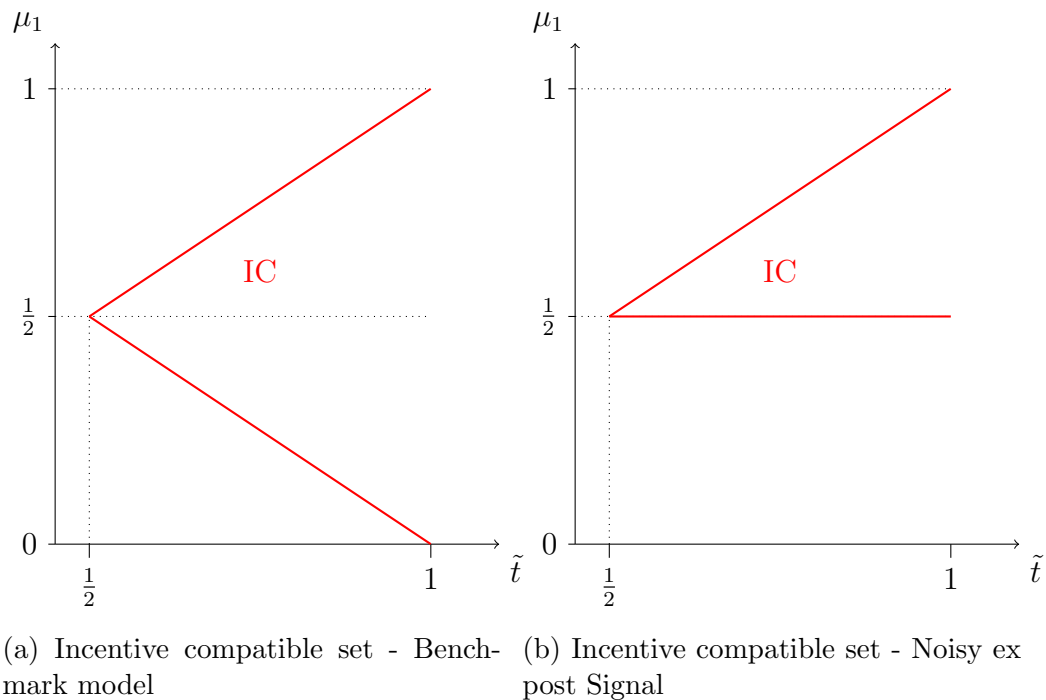 μ₁
1
IC
½
0
½
1
t̃
(a) Incentive compatible set - Bench-
mark model
μ₁
1
IC
½
0
½
1
t̃
(b) Incentive compatible set - Noisy ex
post Signal